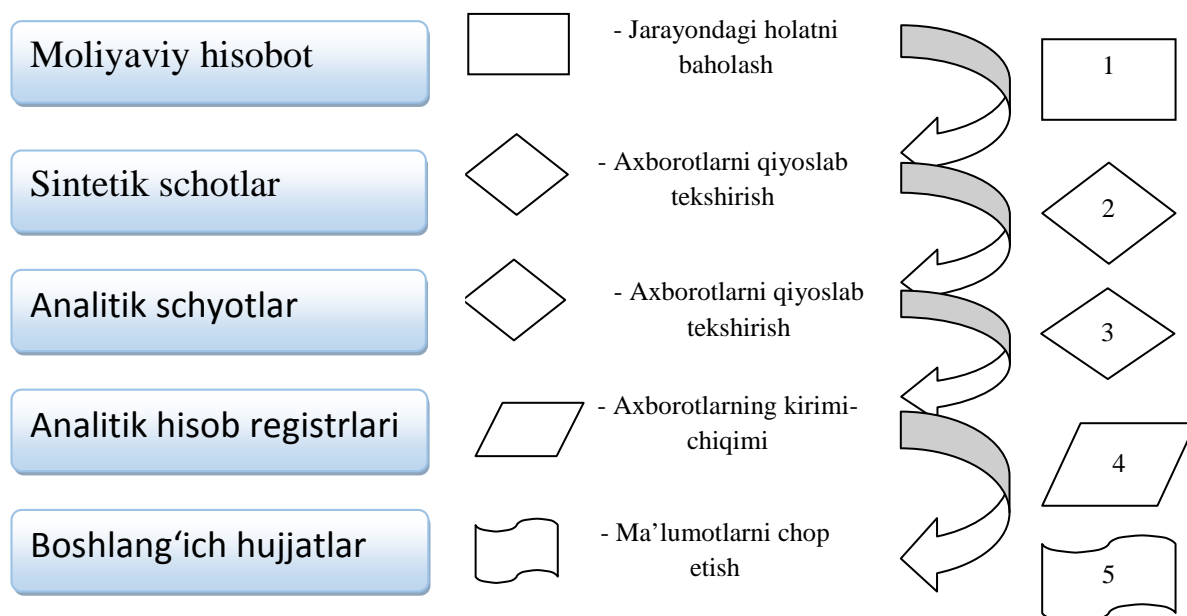 Moliyaviy hisobot
- Jarayondagi holatni
baholash
1
Sintetik schotlar
- Axborotlarni qiyoslab
tekshirish
2
Analitik schyotlar
- Axborotlarni qiyoslab
tekshirish
3
Analitik hisob registrlari
- Axborotlarning kirimi-
chiqimi
4
Boshlang‘ich hujjatlar
- Ma’lumotlarni chop
etish
5